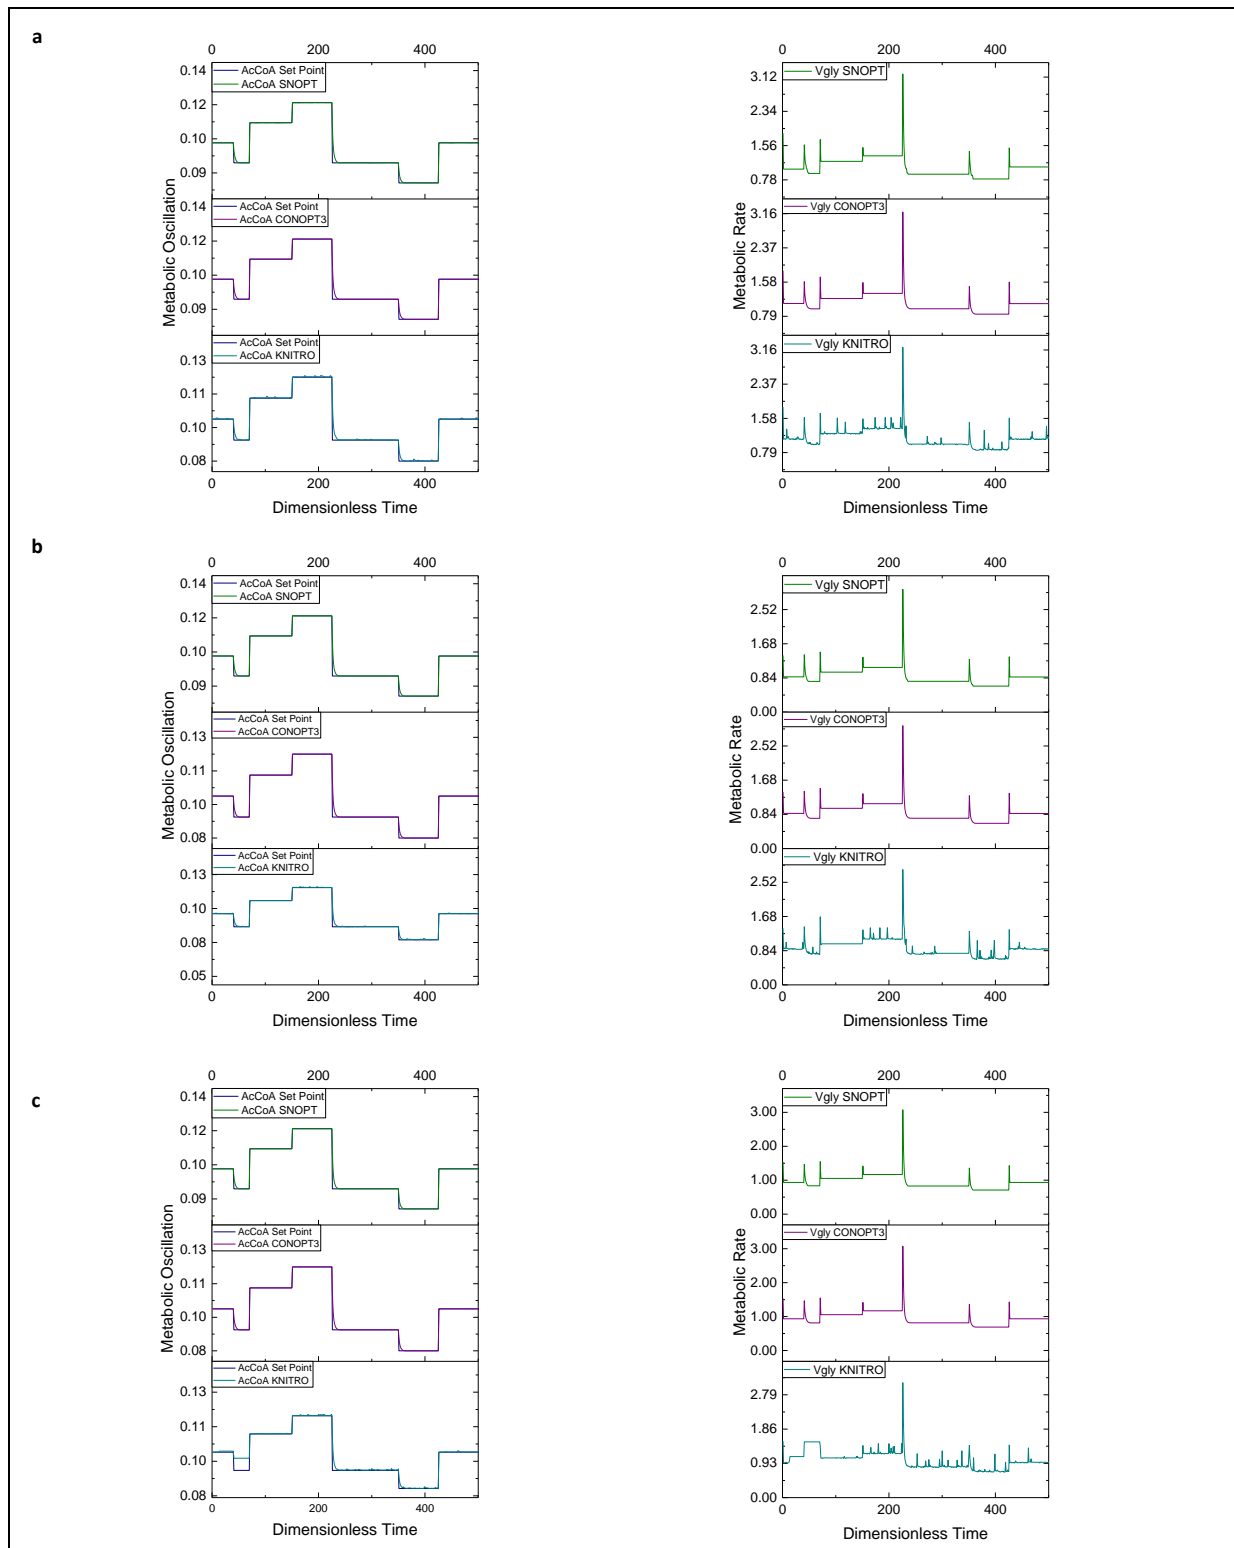 a
0 200 400
0.14
AcCoA Set Point
AcCoA SNOPT
0.12
0.10
0.09
0.14
AcCoA Set Point
AcCoA CONOPT3
0.12
0.10
0.09
AcCoA Set Point
AcCoA KNITRO
0.13
0.11
0.10
0.08
Metabolic Oscillation
0 200 400
Dimensionless Time
0 200 400
Vgly SNOPT
3.12
2.34
1.56
0.78
Vgly CONOPT3
3.16
2.37
1.58
0.79
Vgly KNITRO
3.16
2.37
1.58
0.79
Metabolic Rate
0 200 400
Dimensionless Time
b
0 200 400
0.14
AcCoA Set Point
AcCoA SNOPT
0.12
0.10
0.09
AcCoA Set Point
AcCoA CONOPT3
0.13
0.11
0.10
0.08
AcCoA Set Point
AcCoA KNITRO
0.13
0.10
0.08
0.05
Metabolic Oscillation
0 200 400
Dimensionless Time
0 200 400
Vgly SNOPT
2.52
1.68
0.84
0.00
Vgly CONOPT3
2.52
1.68
0.84
0.00
Vgly KNITRO
2.52
1.68
0.84
0.00
Metabolic Rate
0 200 400
Dimensionless Time
c
0 200 400
0.14
AcCoA Set Point
AcCoA SNOPT
0.12
0.10
0.09
AcCoA Set Point
AcCoA CONOPT3
0.13
0.11
0.10
0.08
AcCoA Set Point
AcCoA KNITRO
0.13
0.11
0.10
0.08
Metabolic Oscillation
0 200 400
Dimensionless Time
0 200 400
Vgly SNOPT
3.00
2.00
1.00
0.00
Vgly CONOPT3
3.00
2.00
1.00
0.00
Vgly KNITRO
2.79
1.86
0.93
0.00
Metabolic Rate
0 200 400
Dimensionless Time